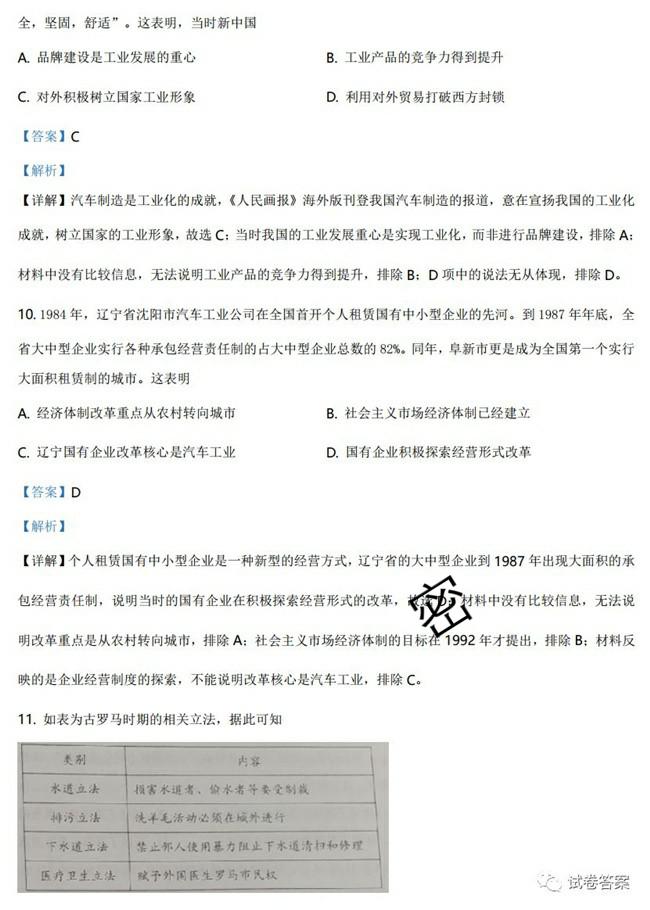 全，坚固，舒适”。这表明，当时新中国
A. 品牌建设是工业发展的重心 B. 工业产品的竞争力得到提升
C. 对外积极树立国家工业形象 D. 利用对外贸易打破西方封锁
【答案】C
【解析】
【详解】汽车制造是工业化的成就，《人民画报》海外版刊登我国汽车制造的报道，意在宣扬我国的工业化
成就，树立国家的工业形象，故选 C；当时我国的工业发展重心是实现工业化，而非进行品牌建设，排除 A；
材料中没有比较信息，无法说明工业产品的竞争力得到提升，排除 B；D 项中的说法无从体现，排除 D。
10. 1984 年，辽宁省沈阳市汽车工业公司在全国首开个人租赁国有中小型企业的先河。到 1987 年年底，全
省大中型企业实行各种承包经营责任制的占大中型企业总数的 82%。同年，阜新市更是成为全国第一个实行
大面积租赁制的城市。这表明
A. 经济体制改革重点从农村转向城市 B. 社会主义市场经济体制已经建立
C. 辽宁国有企业改革核心是汽车工业 D. 国有企业积极探索经营形式改革
【答案】D
【解析】
【详解】个人租赁国有中小型企业是一种新型的经营方式，辽宁省的大中型企业到 1987 年出现大面积的承
包经营责任制，说明当时的国有企业在积极探索经营形式的改革，故选 D；材料中没有比较信息，无法说
明改革重点是从农村转向城市，排除 A；社会主义市场经济体制的目标在 1992 年才提出，排除 B；材料反
映的是企业经营制度的探索，不能说明改革核心是汽车工业，排除 C。
密
11. 如表为古罗马时期的相关立法，据此可知
类别 内容
水道立法 损害水道者、偷水者等要受制裁
排污立法 洗羊毛活动必须在城外进行
下水道立法 禁止邻人使用暴力阻止下水道清扫和修理
医疗卫生立法 赋予外国医生罗马市民权
试卷答案